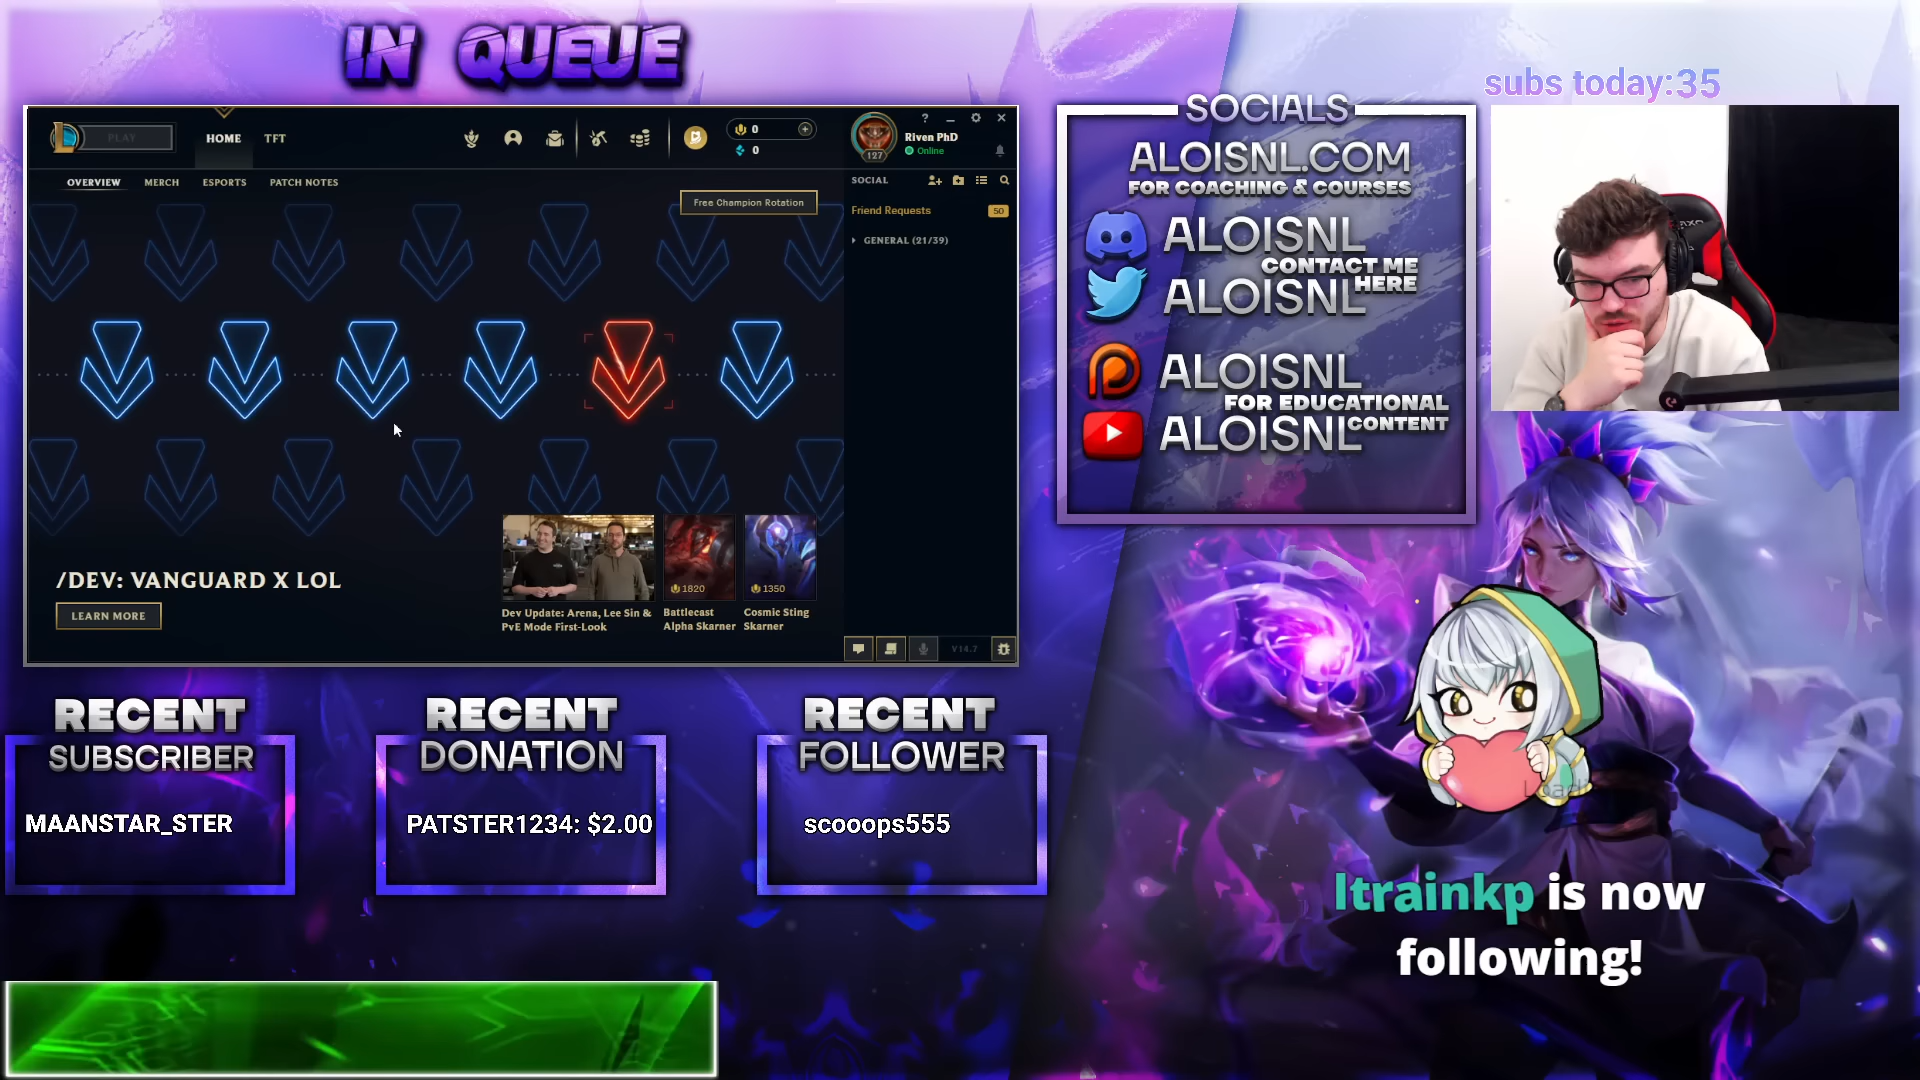 IN QUEUE
subs today:35
PLAY
HOME
TFT
0
0
127
Riven PhD
Online
OVERVIEW
MERCH
ESPORTS
PATCH NOTES
Free Champion Rotation
SOCIAL
Friend Requests
50
GENERAL (21/39)
/DEV: VANGUARD X LOL
LEARN MORE
Dev Update: Arena, Lee Sin &
PvE Mode First-Look
1820
Battlecast
Alpha Skarner
1350
Cosmic Sting
Skarner
V14.7
SOCIALS
ALOISNL.COM
FOR COACHING & COURSES
ALOISNL
CONTACT ME
HERE
ALOISNL
ALOISNL
FOR EDUCATIONAL
CONTENT
ALOISNL
RECENT
SUBSCRIBER
MAANSTAR_STER
RECENT
DONATION
PATSTER1234: $2.00
RECENT
FOLLOWER
scooops555
ltrainkp is now
following!